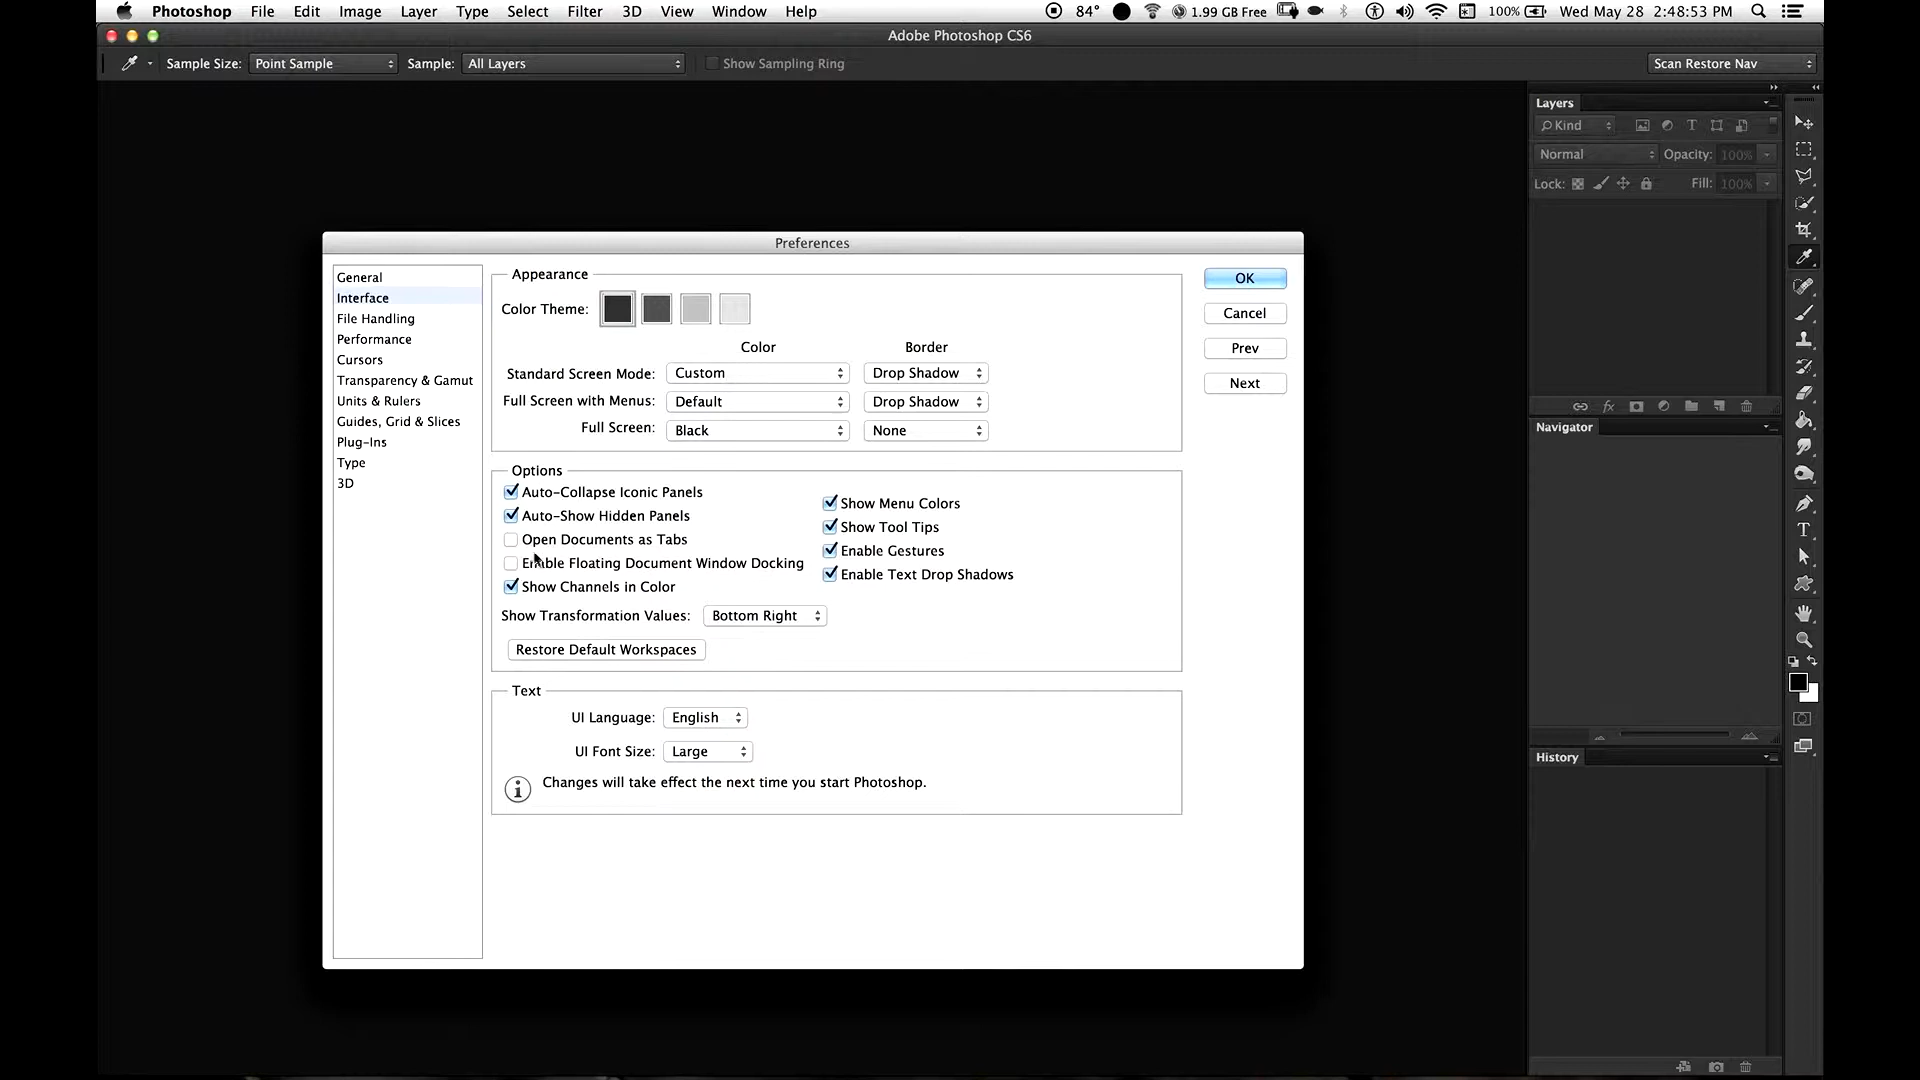 Photoshop File Edit Image Layer Type Select Filter 3D View Window Help 84° 1.99 GB Free 100% Wed May 28 2:48:53 PM
Adobe Photoshop CS6
Sample Size: Point Sample Sample: All Layers Show Sampling Ring Scan Restore Nav
Layers
Kind
Normal Opacity: 100%
Lock: Fill: 100%
Preferences
General
Interface
File Handling
Performance
Cursors
Transparency & Gamut
Units & Rulers
Guides, Grid & Slices
Plug-Ins
Type
3D
Appearance
Color Theme:
Color Border
Standard Screen Mode: Custom Drop Shadow
Full Screen with Menus: Default Drop Shadow
Full Screen: Black None
OK
Cancel
Prev
Next
Options
Auto-Collapse Iconic Panels
Auto-Show Hidden Panels
Open Documents as Tabs
Enable Floating Document Window Docking
Show Channels in Color
Show Menu Colors
Show Tool Tips
Enable Gestures
Enable Text Drop Shadows
Show Transformation Values: Bottom Right
Restore Default Workspaces
Text
UI Language: English
UI Font Size: Large
Changes will take effect the next time you start Photoshop.
fx
Navigator
History